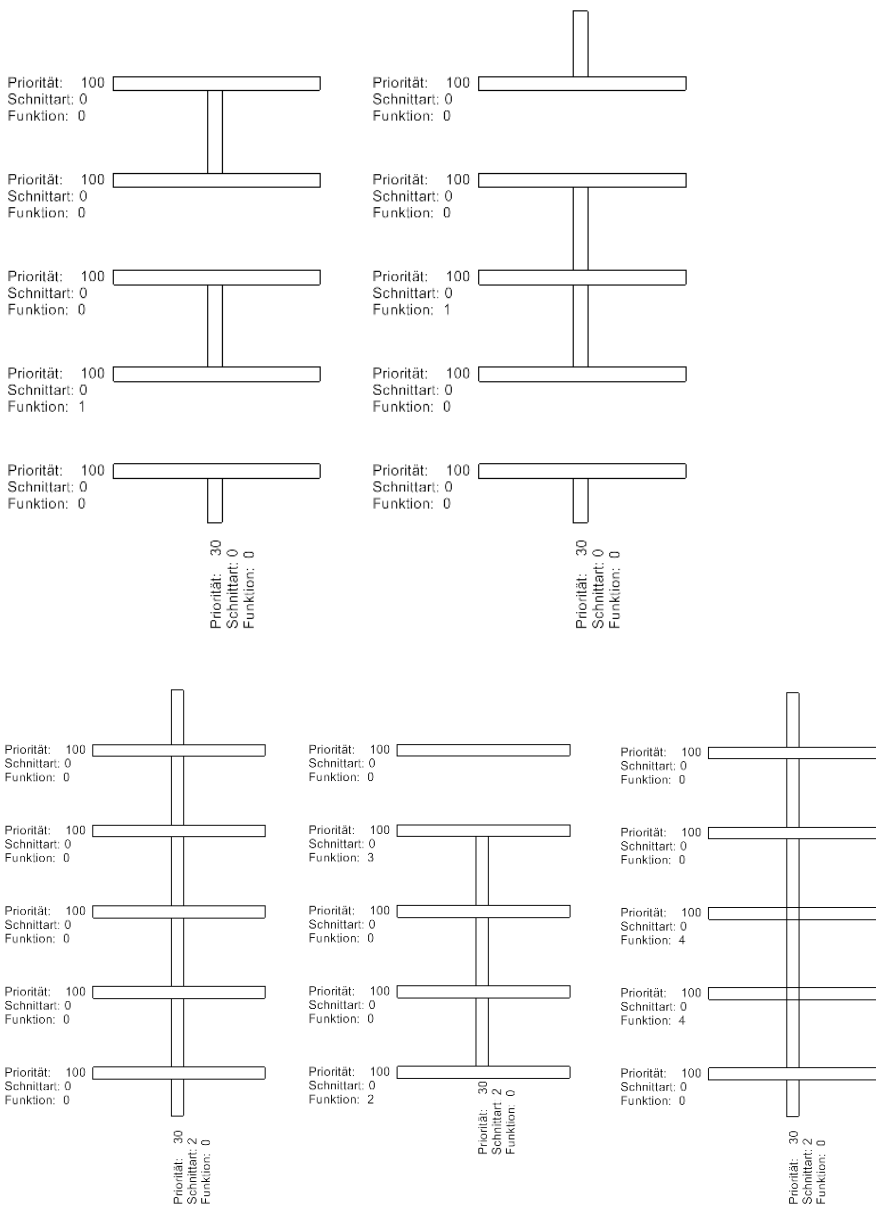 Priorität: 100
Schnittart: 0
Funktion: 0
Priorität: 100
Schnittart: 0
Funktion: 0
Priorität: 100
Schnittart: 0
Funktion: 0
Priorität: 100
Schnittart: 0
Funktion: 1
Priorität: 100
Schnittart: 0
Funktion: 0
Priorität: 30
Schnittart: 0
Funktion: 0
Priorität: 100
Schnittart: 0
Funktion: 0
Priorität: 100
Schnittart: 0
Funktion: 0
Priorität: 100
Schnittart: 0
Funktion: 1
Priorität: 100
Schnittart: 0
Funktion: 0
Priorität: 100
Schnittart: 0
Funktion: 0
Priorität: 30
Schnittart: 0
Funktion: 0
Priorität: 100
Schnittart: 0
Funktion: 0
Priorität: 100
Schnittart: 0
Funktion: 0
Priorität: 100
Schnittart: 0
Funktion: 0
Priorität: 100
Schnittart: 0
Funktion: 0
Priorität: 100
Schnittart: 0
Funktion: 0
Priorität: 30
Schnittart: 2
Funktion: 0
Priorität: 100
Schnittart: 0
Funktion: 0
Priorität: 100
Schnittart: 0
Funktion: 3
Priorität: 100
Schnittart: 0
Funktion: 0
Priorität: 100
Schnittart: 0
Funktion: 0
Priorität: 100
Schnittart: 0
Funktion: 2
Priorität: 30
Schnittart 2
Funktion: 0
Priorität: 100
Schnittart: 0
Funktion: 0
Priorität: 100
Schnittart: 0
Funktion: 0
Priorität: 100
Schnittart: 0
Funktion: 4
Priorität: 100
Schnittart: 0
Funktion: 4
Priorität: 100
Schnittart: 0
Funktion: 0
Priorität: 30
Schnittart: 2
Funktion: 0